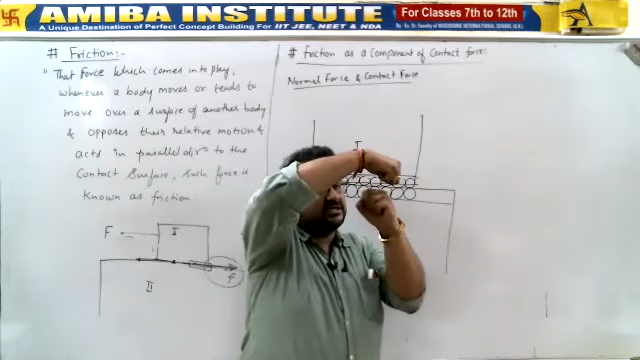 AMIBA INSTITUTE
A Unique Destination of Perfect Concept Building For IIT JEE, NEET & NDA
For Classes 7th to 12th
# Friction:-
That Force Which comes into play,
whenever a body moves or tends to
move over a surface of another body
& opposes their relative motion &
acts in parallel dirⁿ to the
Contact Surface, such force is
Known as friction
F
I
II
f
# Friction as a Component of Contact force:
Normal Force & Contact Force
I